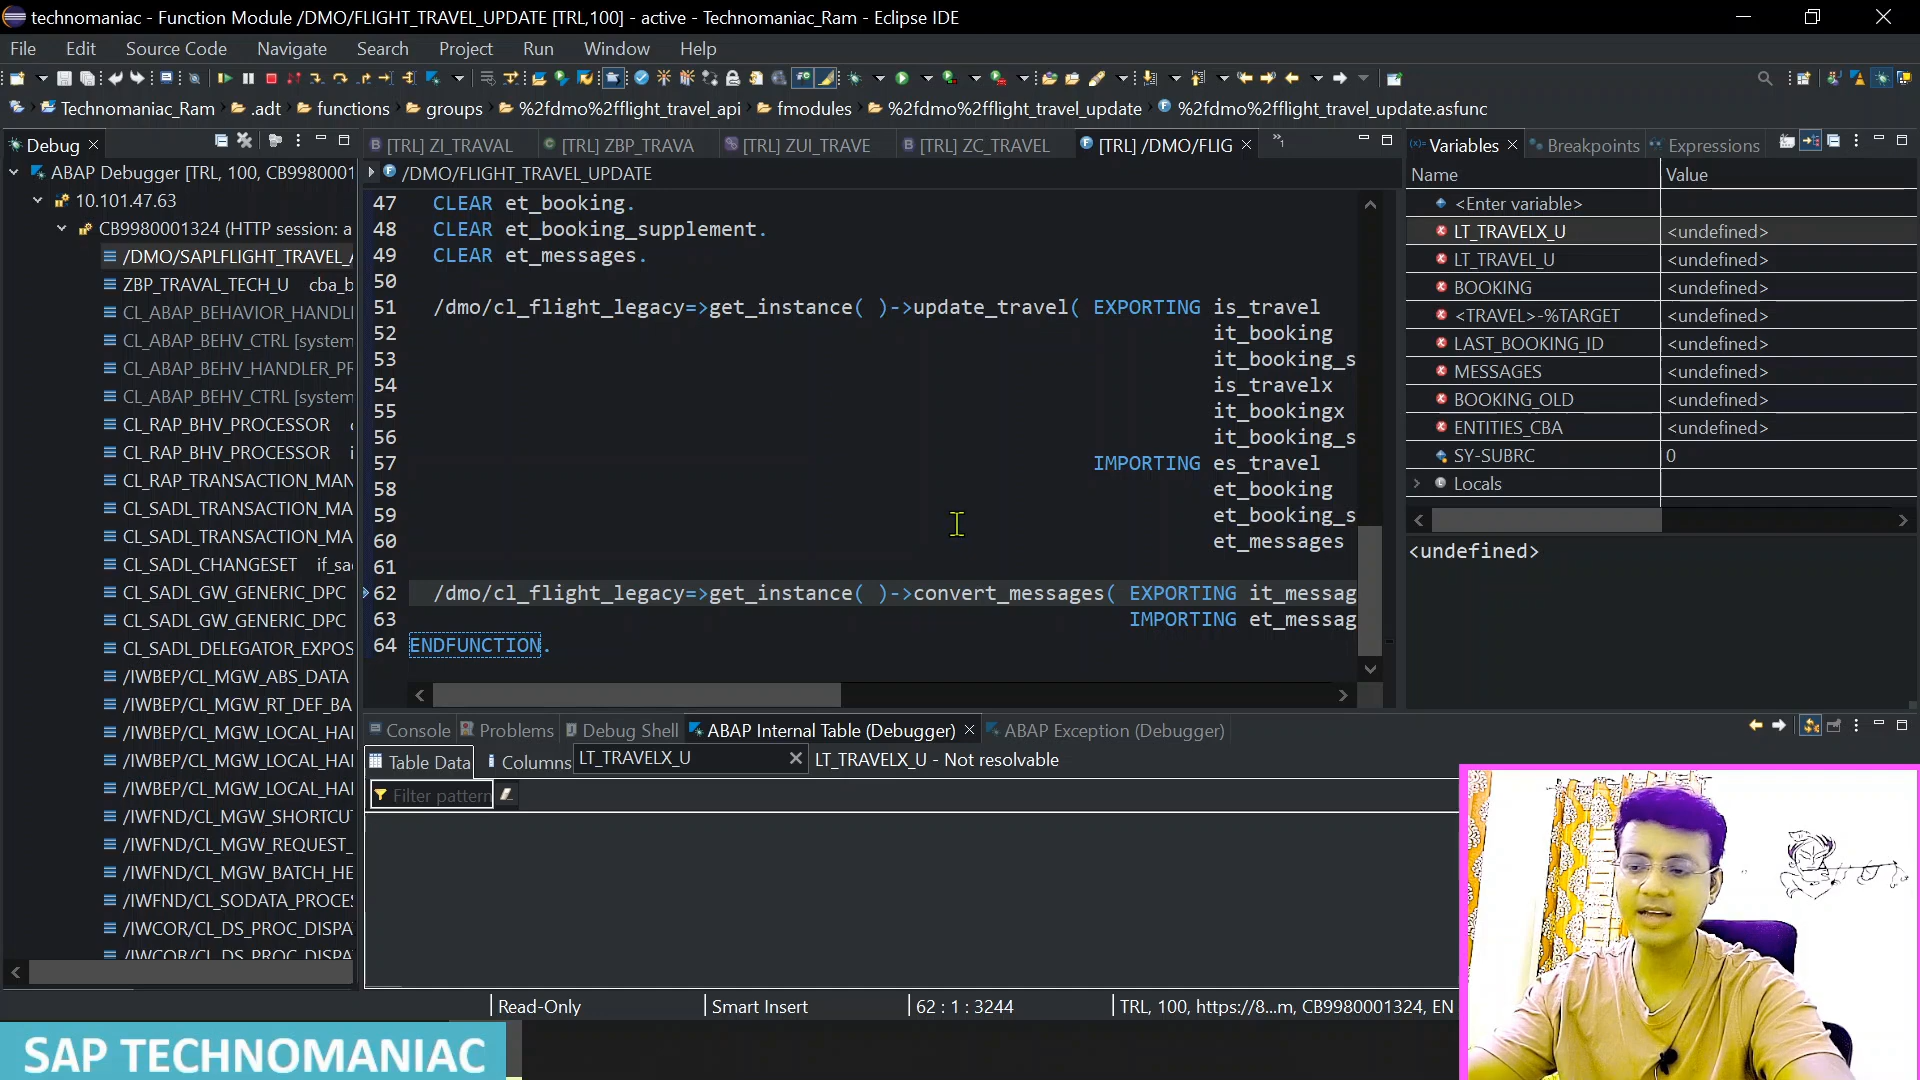 technomaniac - Function Module /DMO/FLIGHT_TRAVEL_UPDATE [TRL,100] - active - Technomaniac_Ram - Eclipse IDE
File Edit Source Code Navigate Search Project Run Window Help
Technomaniac_Ram .adt functions groups %2fdmo%2fflight_travel_api fmodules %2fdmo%2fflight_travel_update %2fdmo%2fflight_travel_update.asfunc
Debug
ABAP Debugger [TRL, 100, CB9980001
10.101.47.63
CB9980001324 (HTTP session: a
/DMO/SAPLFLIGHT_TRAVEL_A
ZBP_TRAVAL_TECH_U cba_b
CL_ABAP_BEHAVIOR_HANDLI
CL_ABAP_BEHV_CTRL [system
CL_ABAP_BEHV_HANDLER_PR
CL_ABAP_BEHV_CTRL [system
CL_RAP_BHV_PROCESSOR
CL_RAP_BHV_PROCESSOR i
CL_RAP_TRANSACTION_MAN
CL_SADL_TRANSACTION_MA
CL_SADL_TRANSACTION_MA
CL_SADL_CHANGESET if_sa
CL_SADL_GW_GENERIC_DPC
CL_SADL_GW_GENERIC_DPC
CL_SADL_DELEGATOR_EXPOS
/IWBEP/CL_MGW_ABS_DATA
/IWBEP/CL_MGW_RT_DEF_BA
/IWBEP/CL_MGW_LOCAL_HAI
/IWBEP/CL_MGW_LOCAL_HAI
/IWBEP/CL_MGW_LOCAL_HAI
/IWFND/CL_MGW_SHORTCU
/IWFND/CL_MGW_REQUEST_
/IWFND/CL_MGW_BATCH_HE
/IWFND/CL_SODATA_PROCES
/IWCOR/CL_DS_PROC_DISPA
/IWCOR/CL_DS_PROC_DISPA
[TRL] ZI_TRAVAL [TRL] ZBP_TRAVA [TRL] ZUI_TRAVE [TRL] ZC_TRAVEL [TRL] /DMO/FLIG
/DMO/FLIGHT_TRAVEL_UPDATE
47 CLEAR et_booking.
48 CLEAR et_booking_supplement.
49 CLEAR et_messages.
50
51 /dmo/cl_flight_legacy=>get_instance( )->update_travel( EXPORTING is_travel
52 it_booking
53 it_booking_s
54 is_travelx
55 it_bookingx
56 it_booking_s
57 IMPORTING es_travel
58 et_booking
59 et_booking_s
60 et_messages
61
62 /dmo/cl_flight_legacy=>get_instance( )->convert_messages( EXPORTING it_messag
63 IMPORTING et_messag
64 ENDFUNCTION.
Variables Breakpoints Expressions
Name Value
<Enter variable>
LT_TRAVELX_U <undefined>
LT_TRAVEL_U <undefined>
BOOKING <undefined>
<TRAVEL>-%TARGET <undefined>
LAST_BOOKING_ID <undefined>
MESSAGES <undefined>
BOOKING_OLD <undefined>
ENTITIES_CBA <undefined>
SY-SUBRC 0
Locals
<undefined>
Console Problems Debug Shell ABAP Internal Table (Debugger) ABAP Exception (Debugger)
Table Data Columns LT_TRAVELX_U LT_TRAVELX_U - Not resolvable
Filter pattern
Read-Only Smart Insert 62 : 1 : 3244 TRL, 100, https://8...m, CB9980001324, EN
SAP TECHNOMANIAC